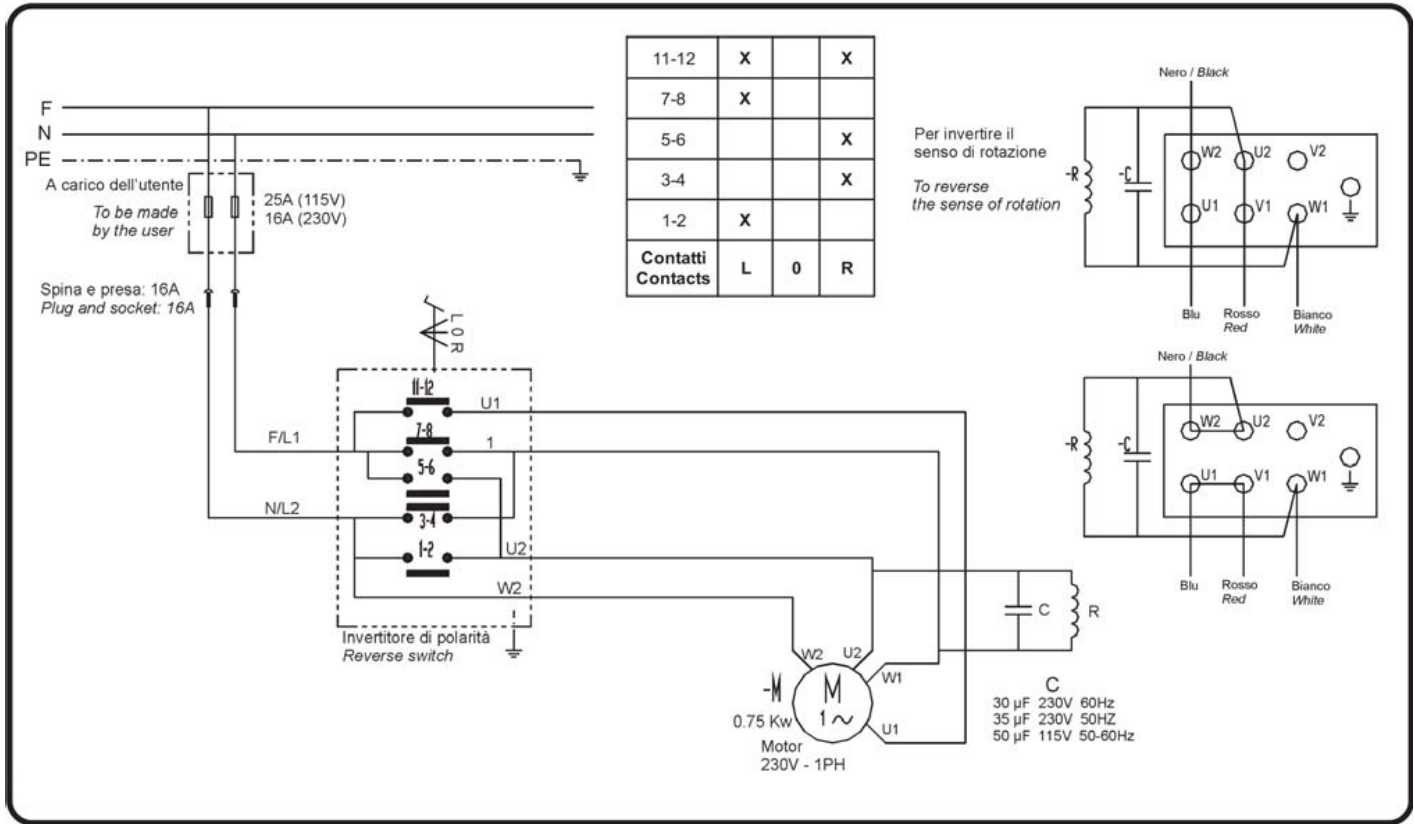 11-12 X X
7-8 X
5-6 X
3-4 X
1-2 X
Contatti
Contacts
L 0 R
F
N
PE
A carico dell'utente
To be made
by the user
25A (115V)
16A (230V)
Spina e presa: 16A
Plug and socket: 16A
L 0 R
11-12
U1
F/L1
7-8
1
5-6
N/L2
3-4
1-2
U2
W2
Invertitore di polarità
Reverse switch
W2
U2
W1
U1
-M
M
1~
0.75 Kw
Motor
230V - 1PH
C
R
C
30 µF 230V 60Hz
35 µF 230V 50HZ
50 µF 115V 50-60Hz
Per invertire il
senso di rotazione
To reverse
the sense of rotation
Nero / Black
-R
-C
W2 U2 V2
U1 V1 W1
Blu
Rosso
Red
Bianco
White
Nero / Black
-R
-C
W2 U2 V2
U1 V1 W1
Blu
Rosso
Red
Bianco
White